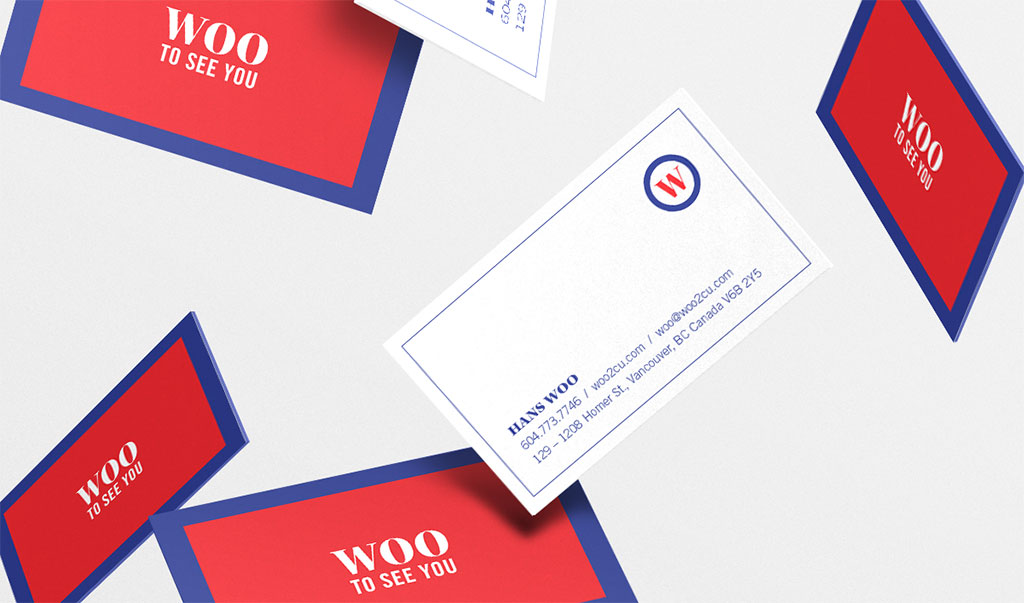 WOO
TO SEE YOU
604
129
WOO
TO SEE YOU
W
HANS WOO
604.773.7746 / woo2cu.com / woo@woo2cu.com
129 – 1208 Homer St., Vancouver, BC Canada V6B 2Y5
WOO
TO SEE YOU
WOO
TO SEE YOU